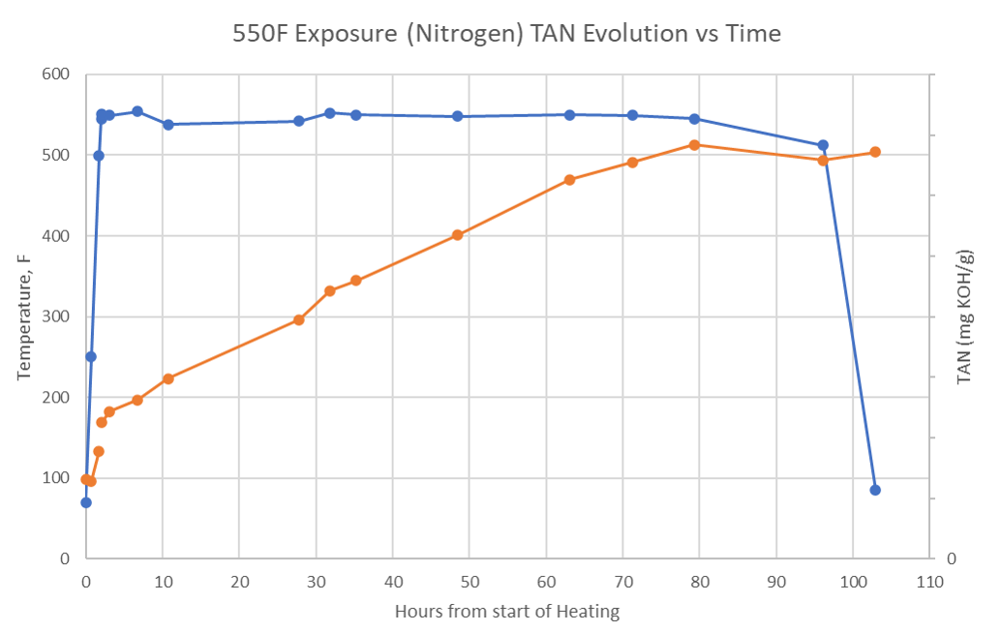 550F Exposure (Nitrogen) TAN Evolution vs Time
600
500
400
300
200
100
0
Temperature, F
0
TAN (mg KOH/g)
0 10 20 30 40 50 60 70 80 90 100 110
Hours from start of Heating